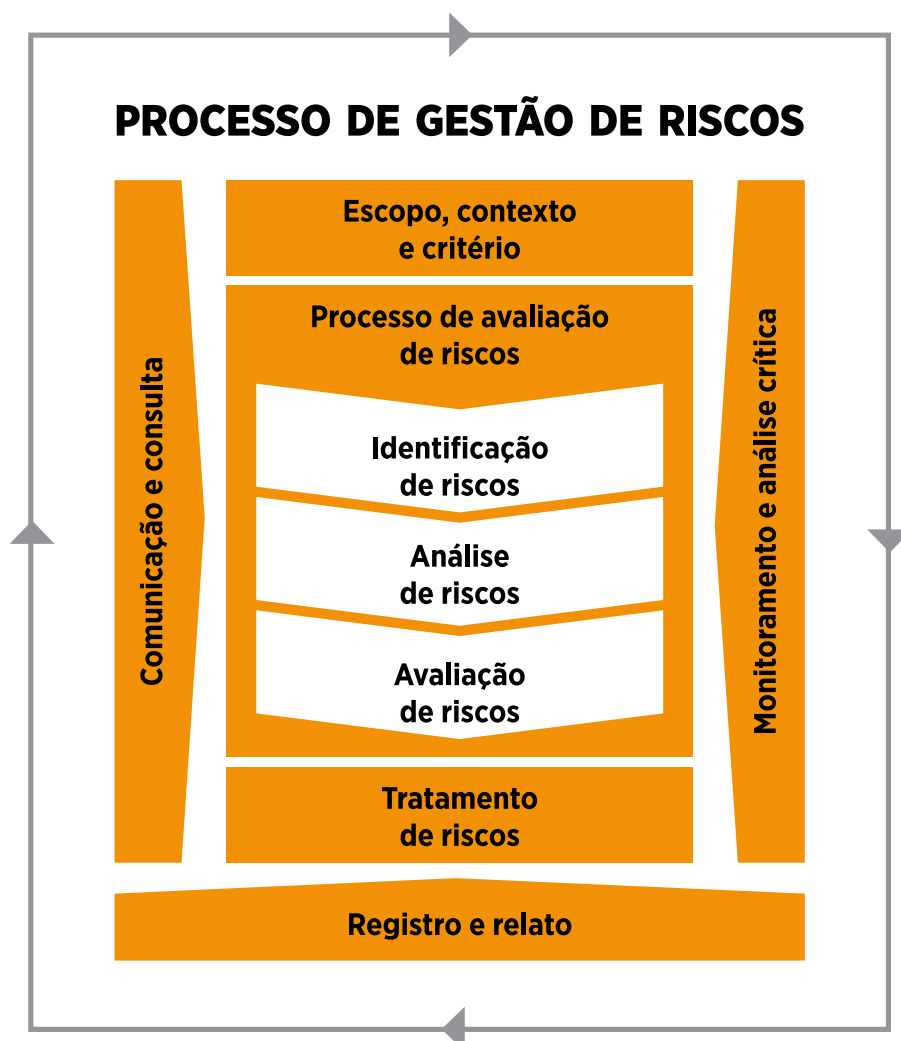 PROCESSO DE GESTÃO DE RISCOS
Escopo, contexto
e critério
Processo de avaliação
de riscos
Identificação
de riscos
Análise
de riscos
Avaliação
de riscos
Tratamento
de riscos
Comunicação e consulta
Monitoramento e análise crítica
Registro e relato